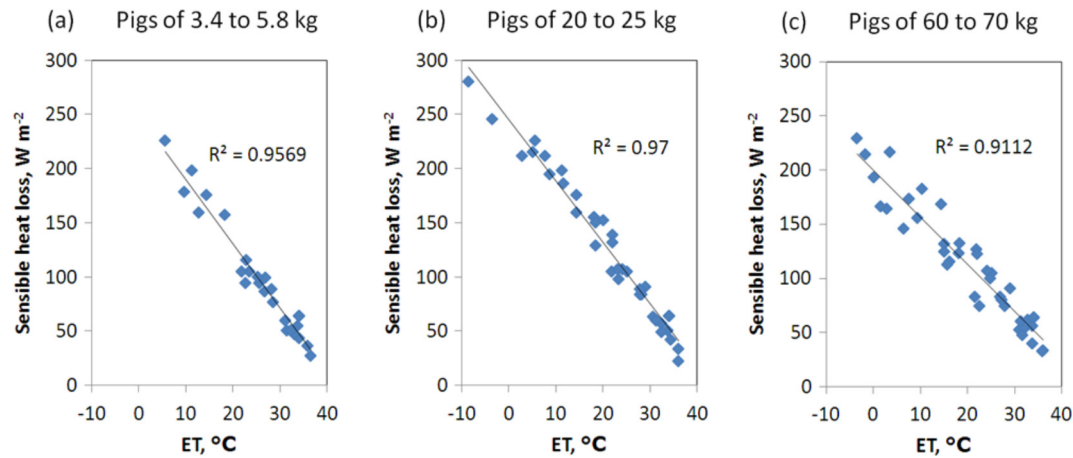 (a) Pigs of 3.4 to 5.8 kg
300
250
200
150
100
50
0
-10 0 10 20 30 40
Sensible heat loss, W m⁻²
ET, °C
R² = 0.9569
(b) Pigs of 20 to 25 kg
300
250
200
150
100
50
0
-10 0 10 20 30 40
Sensible heat loss, W m⁻²
ET, °C
R² = 0.97
(c) Pigs of 60 to 70 kg
300
250
200
150
100
50
0
-10 0 10 20 30 40
Sensible heat loss, W m⁻²
ET, °C
R² = 0.9112